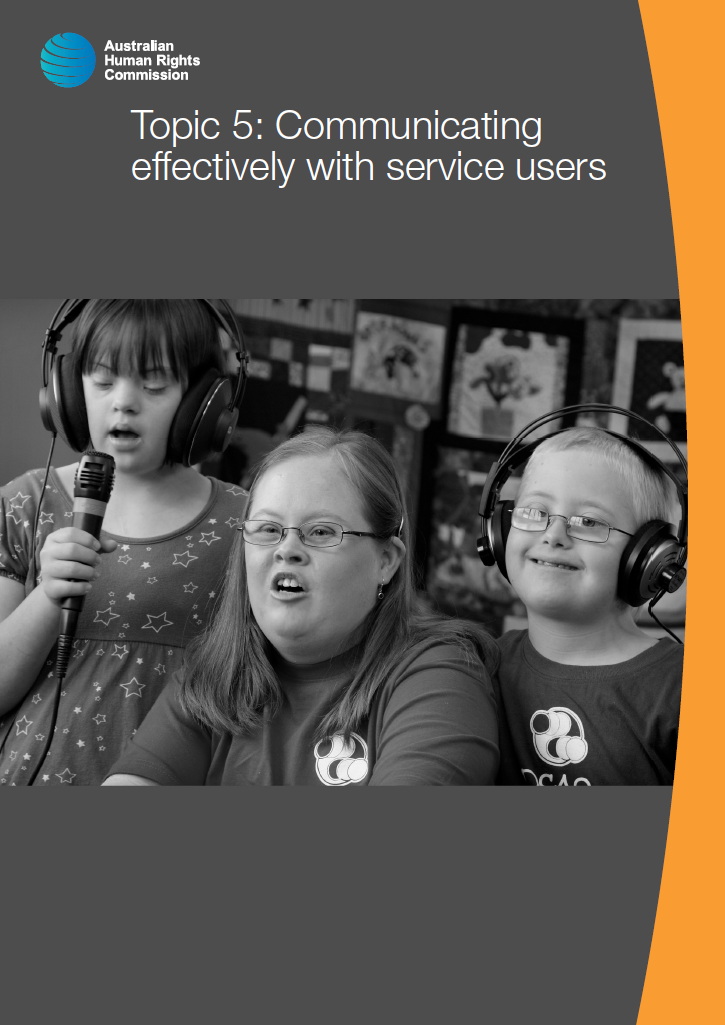 Australian
Human Rights
Commission
Topic 5: Communicating
effectively with service users